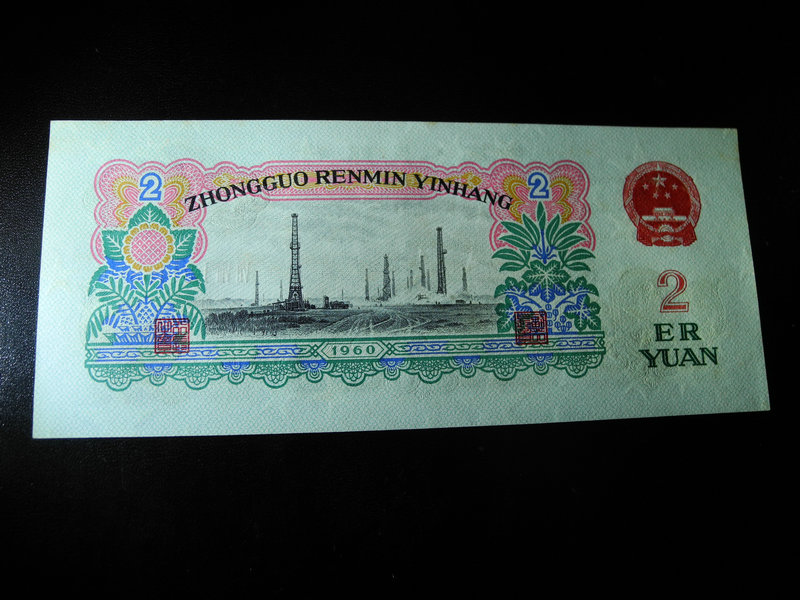 2
ZHONGGUO RENMIN YINHANG
2
1960
2
ER
YUAN